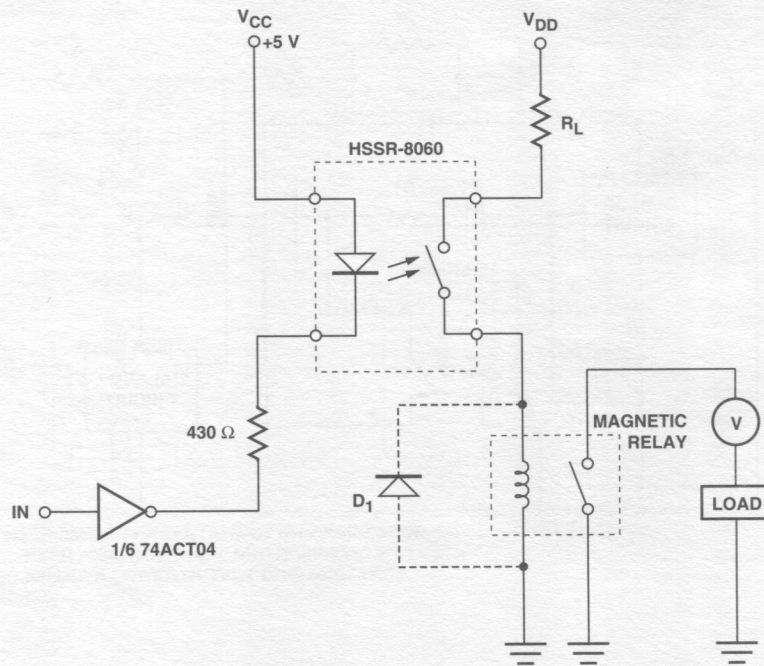 VCC
+5 V
VDD
RL
HSSR-8060
430 Ω
MAGNETIC
RELAY
V
D1
LOAD
IN
1/6 74ACT04